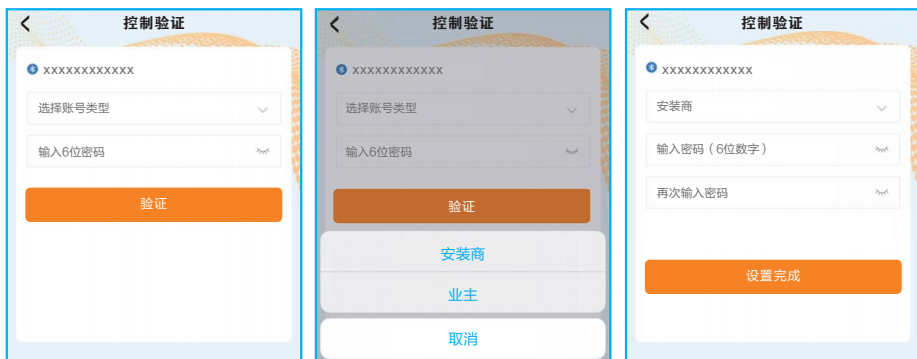 控制验证
xxxxxxxxxxxx
选择账号类型
输入6位密码
验证
控制验证
xxxxxxxxxxxx
选择账号类型
输入6位密码
验证
安装商
业主
取消
控制验证
xxxxxxxxxxxx
安装商
输入密码（6位数字）
再次输入密码
设置完成